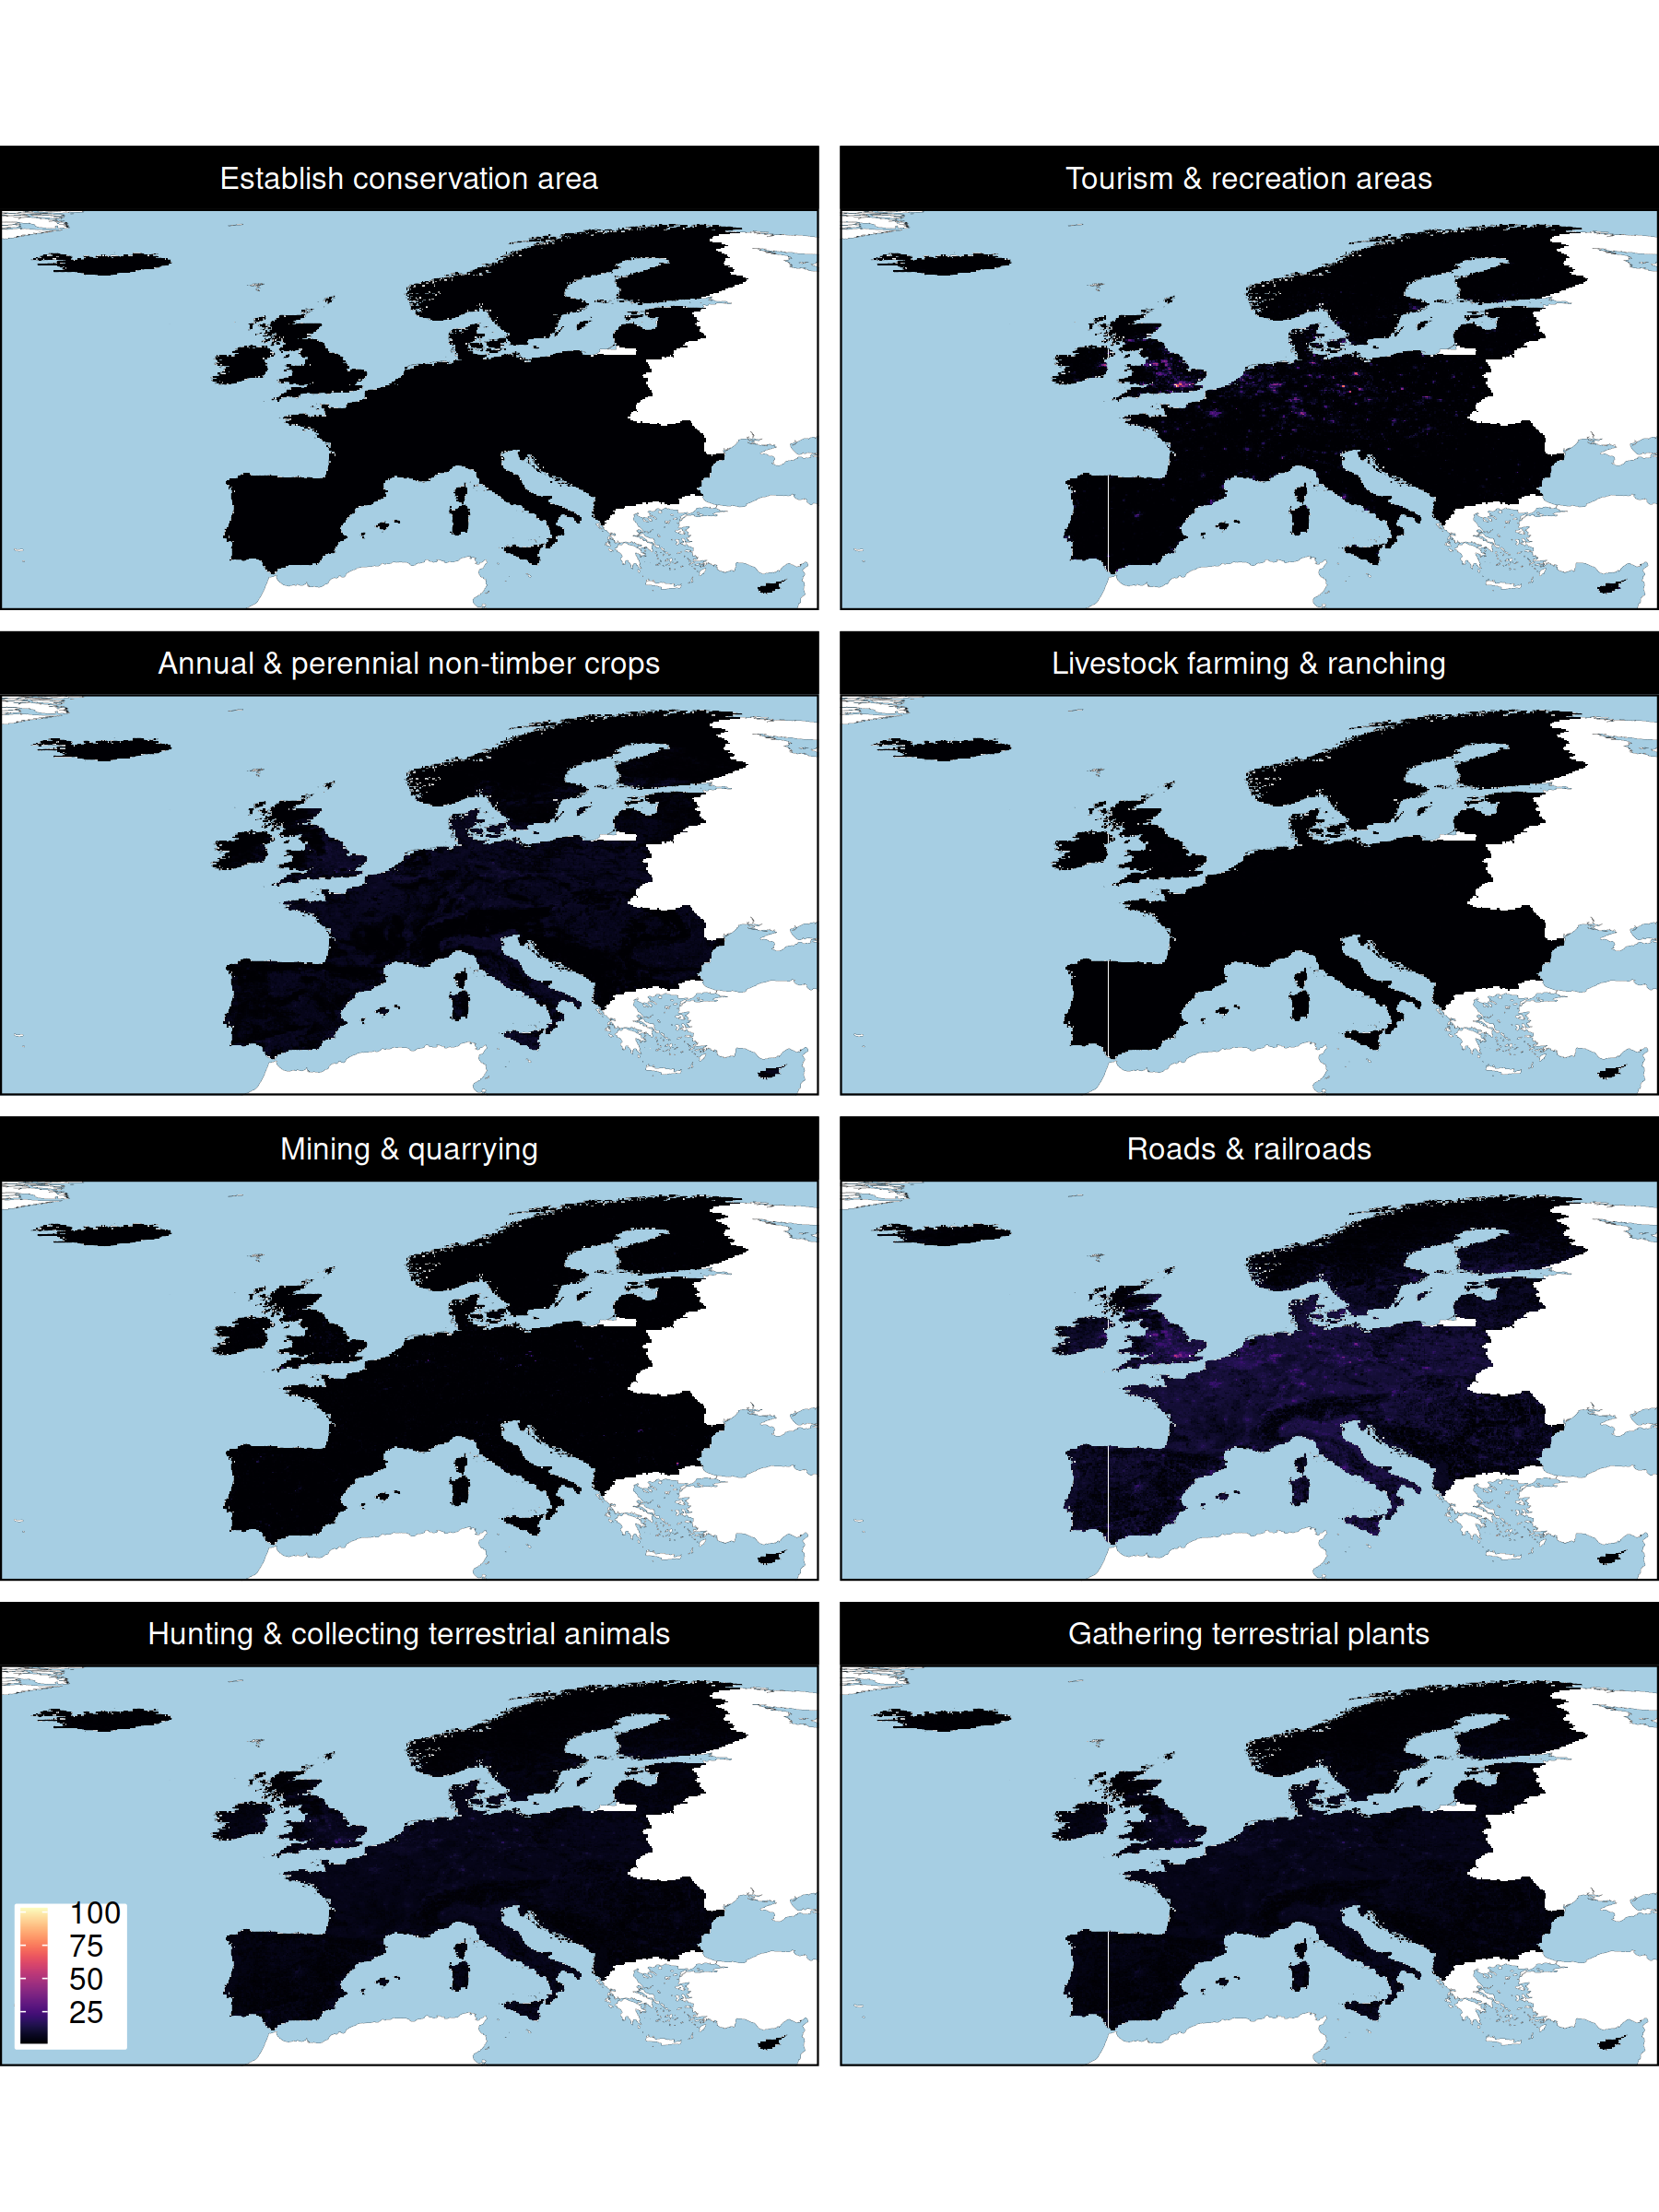 Establish conservation area
Tourism & recreation areas
Annual & perennial non-timber crops
Livestock farming & ranching
Mining & quarrying
Roads & railroads
Hunting & collecting terrestrial animals
Gathering terrestrial plants
100
75
50
25